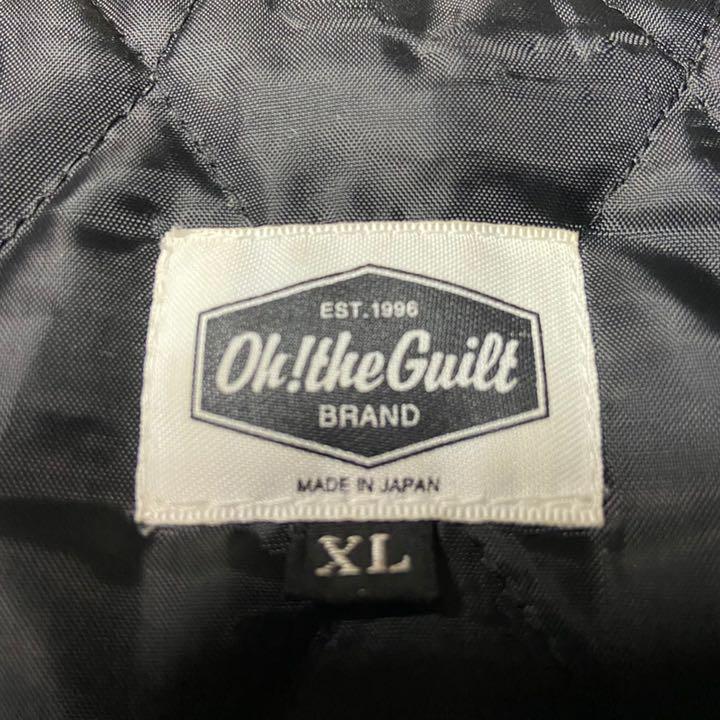 EST.1996
Oh!theGuilt
BRAND
MADE IN JAPAN
XL